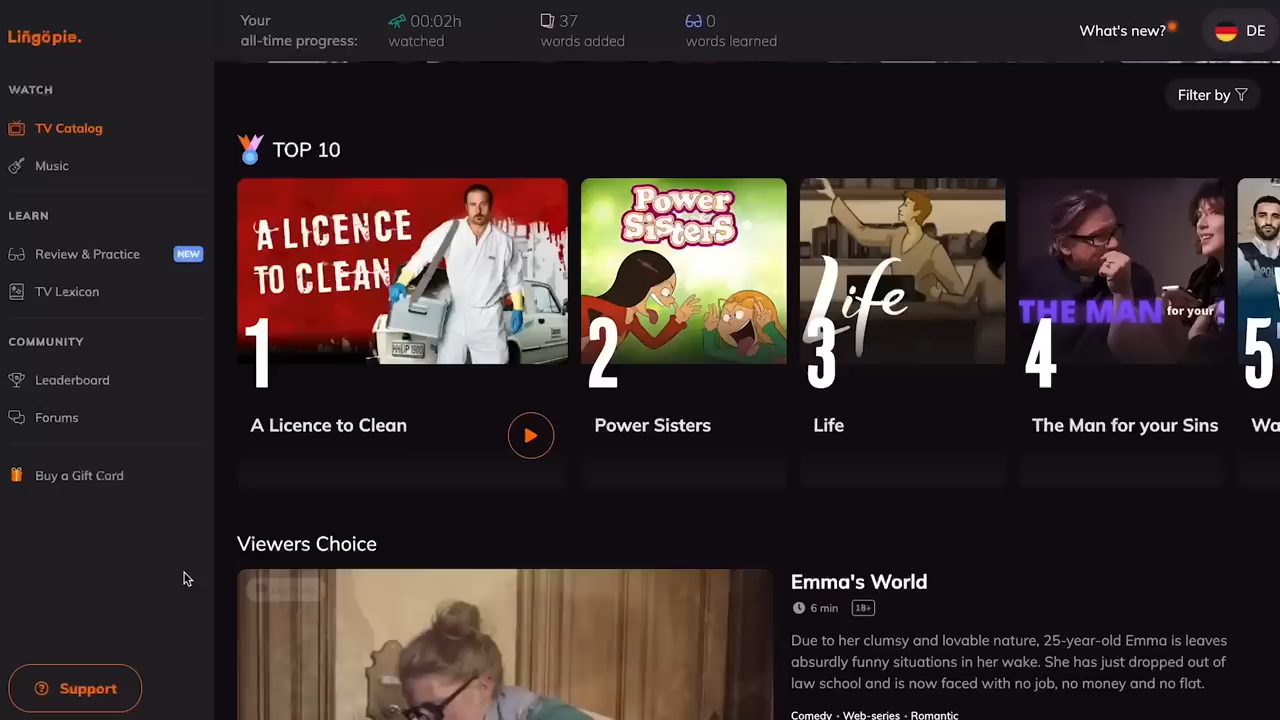 Liñgöpie.
Your
all-time progress:
00:02h
watched
37
words added
0
words learned
What's new?
DE
WATCH
TV Catalog
Music
LEARN
Review & Practice NEW
TV Lexicon
COMMUNITY
Leaderboard
Forums
Buy a Gift Card
Support
Filter by
TOP 10
A LICENCE
TO CLEAN
1
A Licence to Clean
Power
Sisters
2
Power Sisters
Life
3
Life
THE MAN for your
4
The Man for your Sins
5
Viewers Choice
Emma's World
6 min 18+
Due to her clumsy and lovable nature, 25-year-old Emma is leaves
absurdly funny situations in her wake. She has just dropped out of
law school and is now faced with no job, no money and no flat.
Comedy • Web-series • Romantic